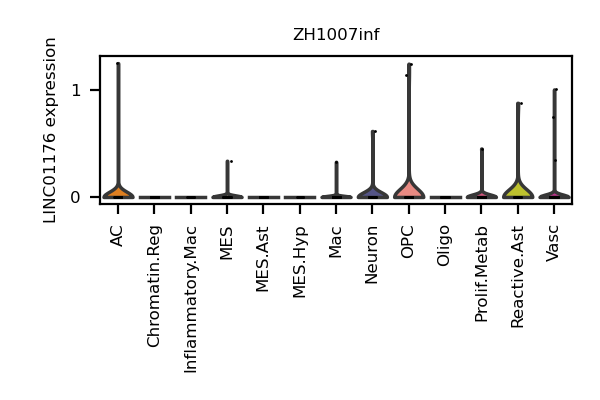 ZH1007inf
LINC01176 expression
1
0
AC
Chromatin.Reg
Inflammatory.Mac
MES
MES.Ast
MES.Hyp
Mac
Neuron
OPC
Oligo
Prolif.Metab
Reactive.Ast
Vasc